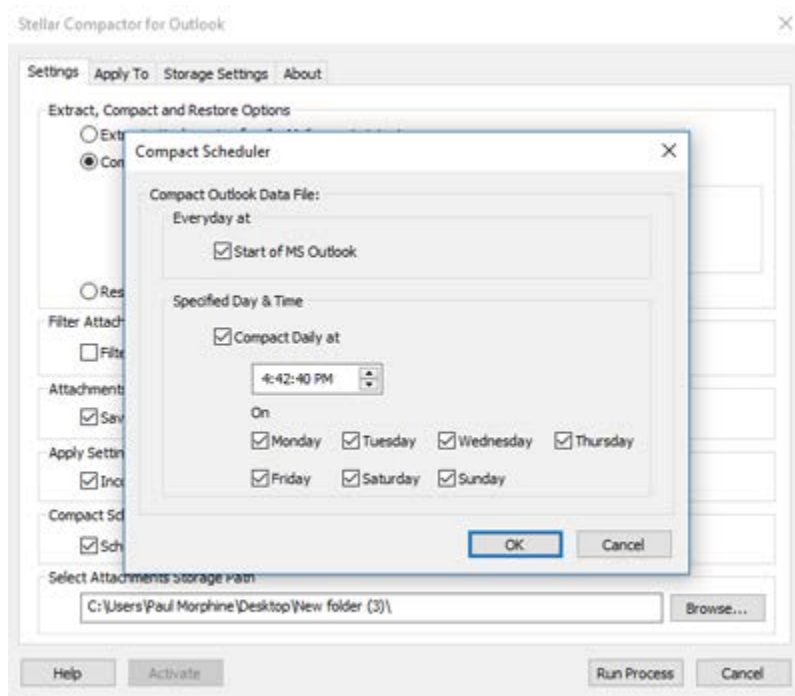 Stellar Compactor for Outlook
Settings Apply To Storage Settings About
Extract, Compact and Restore Options
Compact Scheduler
Compact Outlook Data File:
Everyday at
Start of MS Outlook
Specified Day & Time
Filter Attach
Compact Daily at
4:42:40 PM
Attachments
On
Sav
Monday Tuesday Wednesday Thursday
Apply Settin
Friday Saturday Sunday
Compact Sch
OK Cancel
Select Attachments Storage Path
C:\Users\Paul Morphine\Desktop\New folder (3)\ Browse...
Help Activate Run Process Cancel